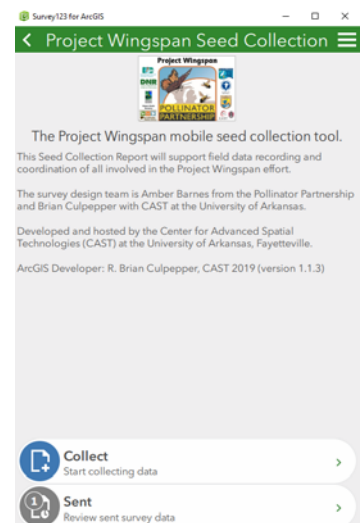 Survey123 for ArcGIS
Project Wingspan Seed Collection
Project Wingspan
DNR
POLLINATOR
PARTNERSHIP
The Project Wingspan mobile seed collection tool.
This Seed Collection Report will support field data recording and
coordination of all involved in the Project Wingspan effort.
The survey design team is Amber Barnes from the Pollinator Partnership
and Brian Culpepper with CAST at the University of Arkansas.
Developed and hosted by the Center for Advanced Spatial
Technologies (CAST) at the University of Arkansas, Fayetteville.
ArcGIS Developer: R. Brian Culpepper, CAST 2019 (version 1.1.3)
Collect
Start collecting data
1
Sent
Review sent survey data